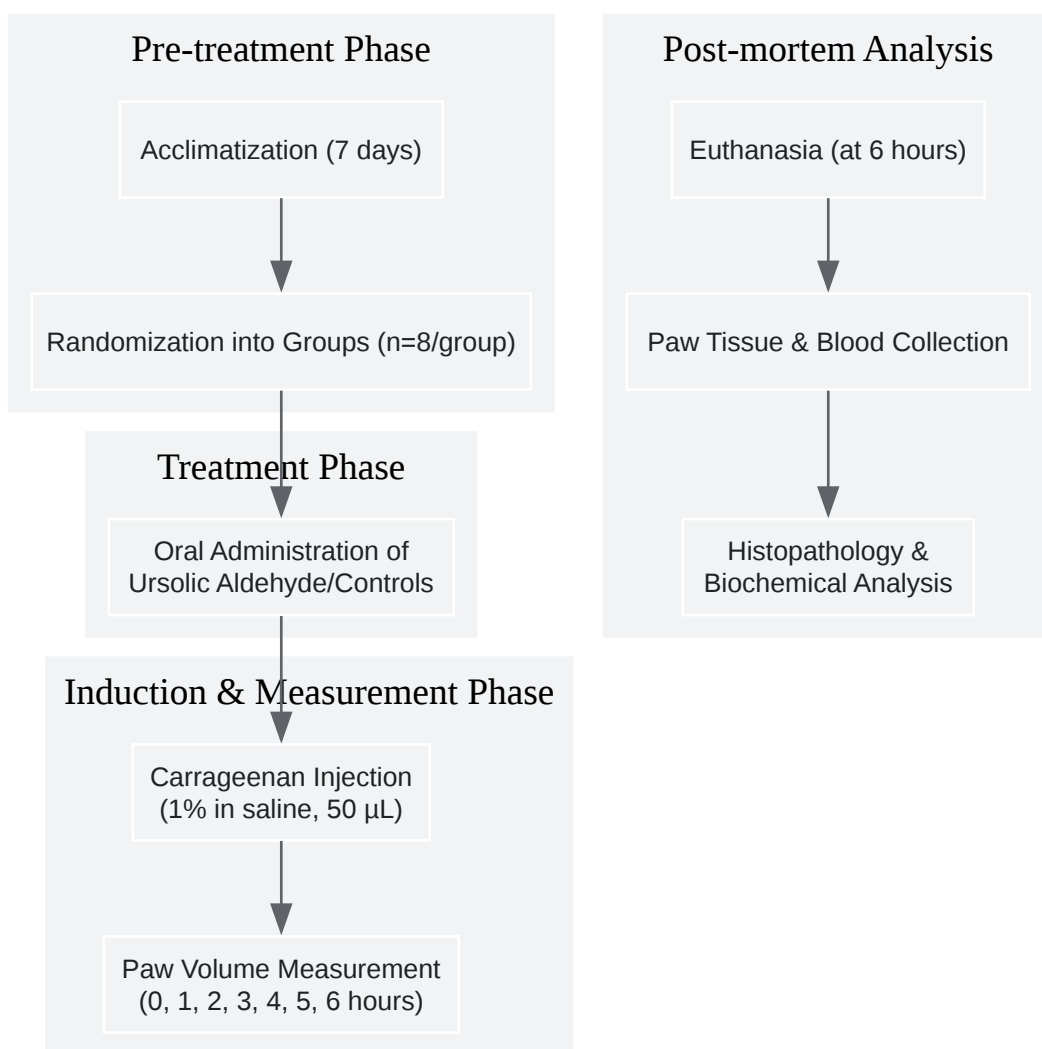 Pre-treatment Phase
Acclimatization (7 days)
Randomization into Groups (n=8/group)
Treatment Phase
Oral Administration of
Ursolic Aldehyde/Controls
Induction & Measurement Phase
Carrageenan Injection
(1% in saline, 50 µL)
Paw Volume Measurement
(0, 1, 2, 3, 4, 5, 6 hours)
Post-mortem Analysis
Euthanasia (at 6 hours)
Paw Tissue & Blood Collection
Histopathology &
Biochemical Analysis